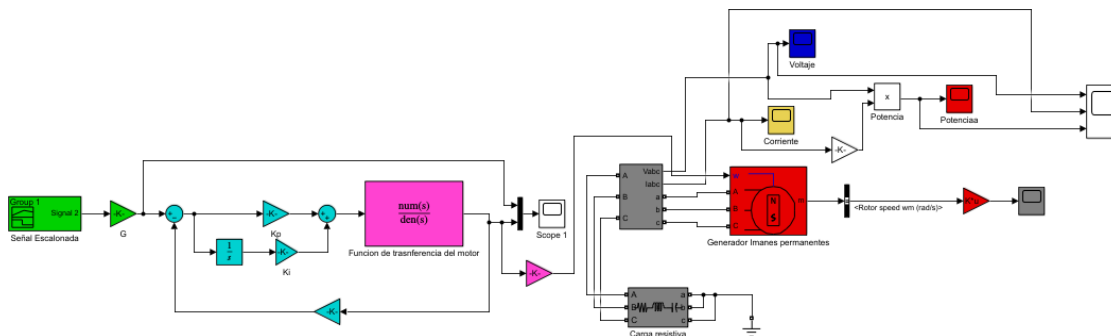 Group 1
Signal 2
Señal Escalonada
-K-
G
+
-
-K-
Kp
1
s
-K-
Ki
+
+
num(s)
den(s)
Funcion de trasnferencia del motor
-K-
-K-
Scope 1
Voltaje
Corriente
-K-
x
Potencia
Potenciaa
A
B
C
Vabc
Iabc
a
b
c
A
B
C
N
S
m
Generador Imanes permanentes
<Rotor speed wm (rad/s)>
K*u
A
B
C
a
b
c
Carga resistiva